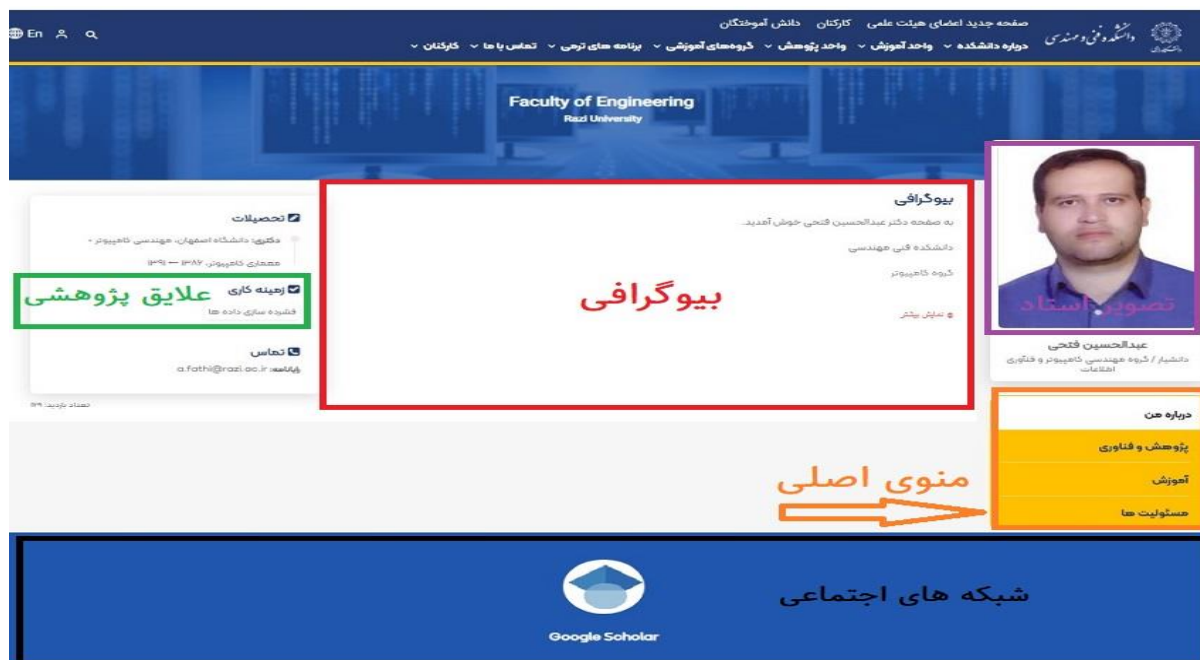 صفحه جدید اعضای هیئت علمی کارکنان دانش آموختگان
درباره دانشکده واحد آموزش واحد پژوهش گروه‌های آموزشی برنامه های ترمی تماس با ما کارکنان
En
دانشکده فنی و مهندسی
Faculty of Engineering
Razi University
تصویر استاد
عبدالحسین فتحی
دانشیار / گروه مهندسی کامپیوتر و فنآوری
اطلاعات
بیوگرافی
به صفحه دکتر عبدالحسین فتحی خوش آمدید.
دانشکده فنی مهندسی
گروه کامپیوتر
نمایش بیشتر
بیوگرافی
تحصیلات
دکتری: دانشگاه اصفهان، مهندسی کامپیوتر -
معماری کامپیوتر، ۱۳۸۷ — ۱۳۹۱
زمینه کاری
علایق پژوهشی
فشرده سازی داده ها
تماس
رایانامه: a.fathi@razi.ac.ir
تعداد بازدید:
درباره من
پژوهش و فناوری
آموزش
مسئولیت ها
منوی اصلی
شبکه های اجتماعی
Google Scholar